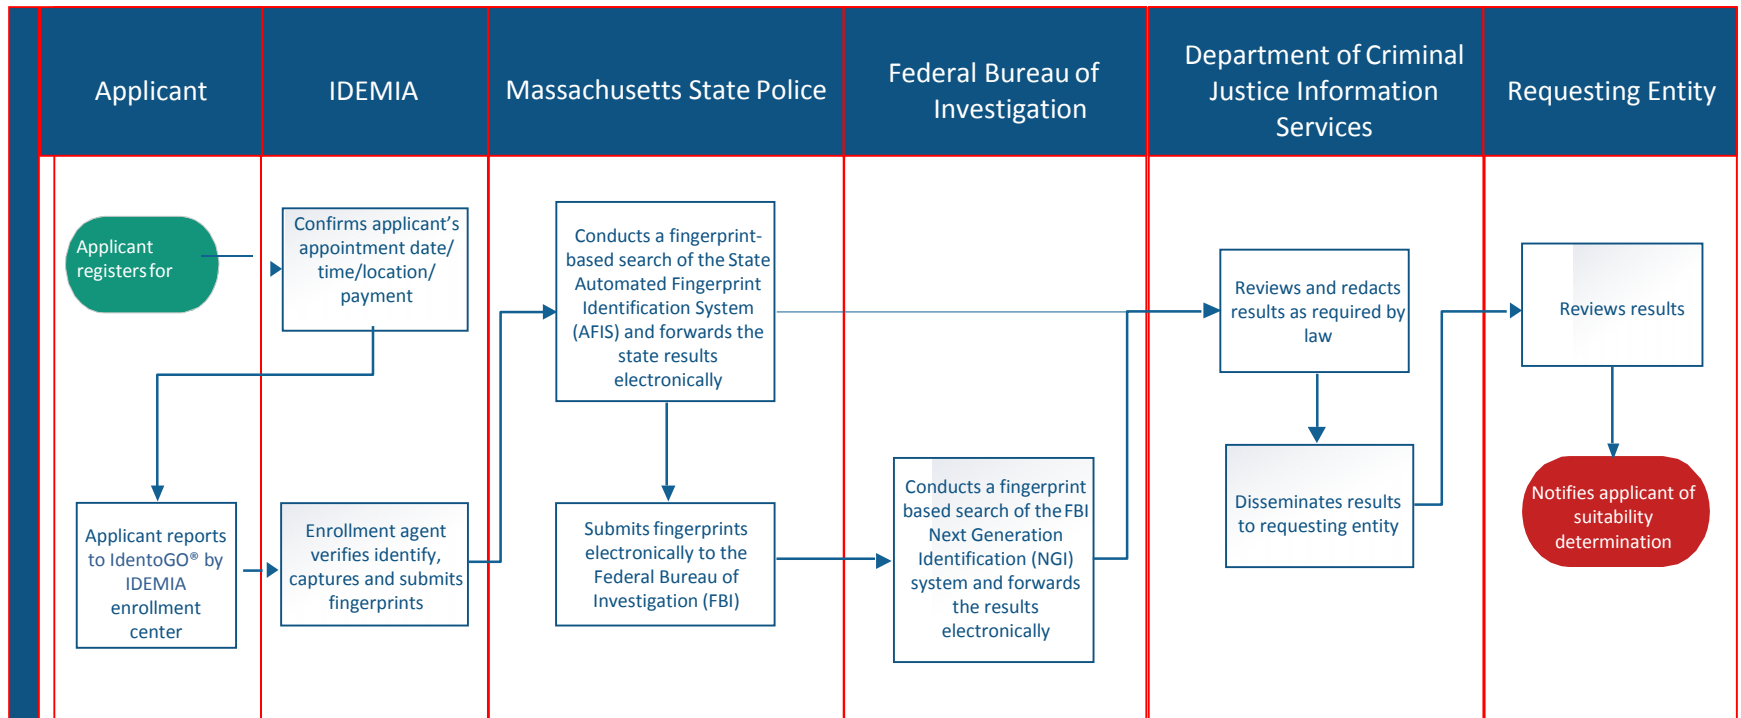 Applicant
IDEMIA
Massachusetts State Police
Federal Bureau of
Investigation
Department of Criminal
Justice Information
Services
Requesting Entity
Applicant
registers for
Confirms applicant’s
appointment date/
time/location/
payment
Applicant reports
to IdentoGO® by
IDEMIA
enrollment
center
Enrollment agent
verifies identify,
captures and submits
fingerprints
Conducts a fingerprint-
based search of the State
Automated Fingerprint
Identification System
(AFIS) and forwards the
state results
electronically
Submits fingerprints
electronically to the
Federal Bureau of
Investigation (FBI)
Conducts a fingerprint
based search of the FBI
Next Generation
Identification (NGI)
system and forwards
the results
electronically
Reviews and redacts
results as required by
law
Disseminates results
to requesting entity
Reviews results
Notifies applicant of
suitability
determination